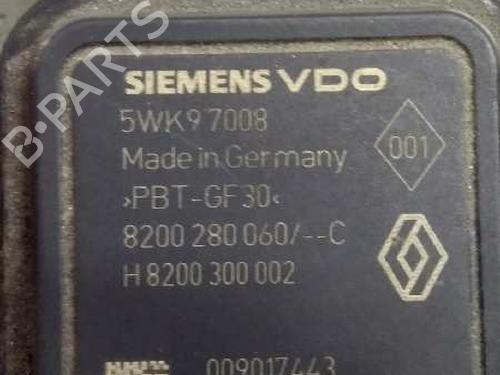 SIEMENS VDO
5WK9 7008
Made in Germany
001
›PBT-GF30‹
8200 280 060/--C
H 8200 300 002
009017443
B-PARTS